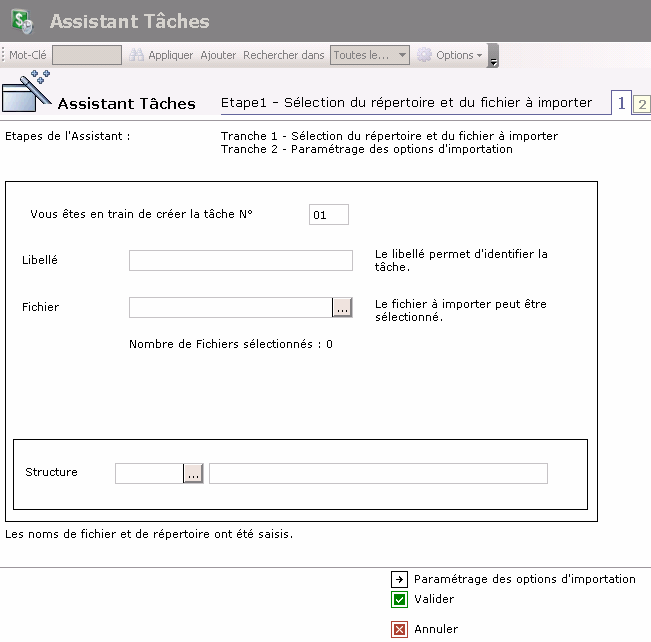 Assistant Tâches
Mot-Clé Appliquer Ajouter Rechercher dans Toutes le... Options
Assistant Tâches Etape1 - Sélection du répertoire et du fichier à importer 1 2
Etapes de l'Assistant : Tranche 1 - Sélection du répertoire et du fichier à importer
Tranche 2 - Paramétrage des options d'importation
Vous êtes en train de créer la tâche N° 01
Libellé Le libellé permet d'identifier la
tâche.
Fichier ... Le fichier à importer peut être
sélectionné.
Nombre de Fichiers sélectionnés : 0
Structure ...
Les noms de fichier et de répertoire ont été saisis.
Paramétrage des options d'importation
Valider
Annuler